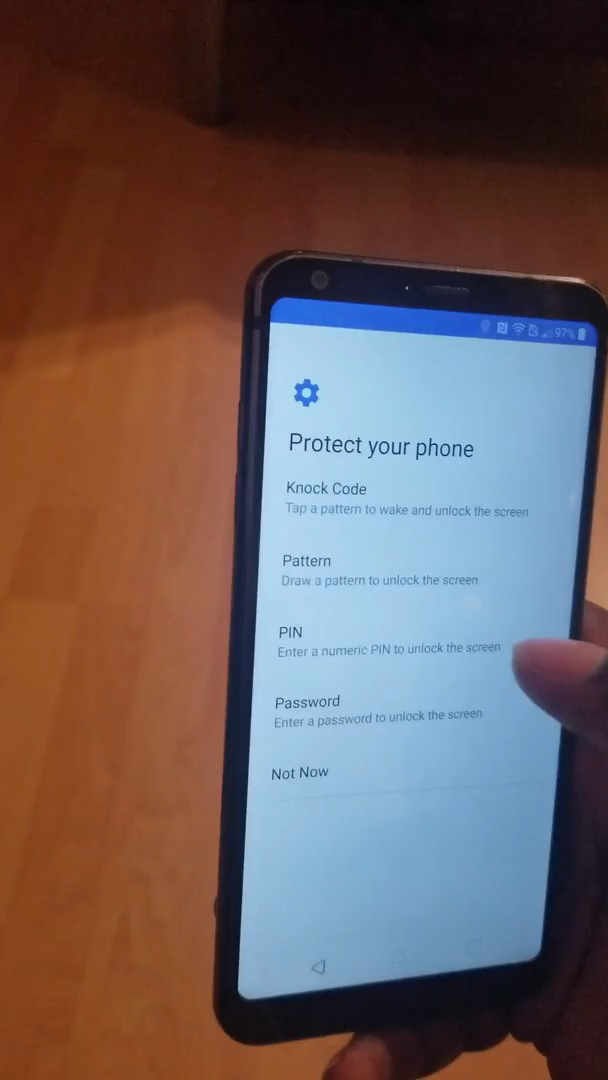 97%
Protect your phone
Knock Code
Tap a pattern to wake and unlock the screen
Pattern
Draw a pattern to unlock the screen
PIN
Enter a numeric PIN to unlock the screen
Password
Enter a password to unlock the screen
Not Now